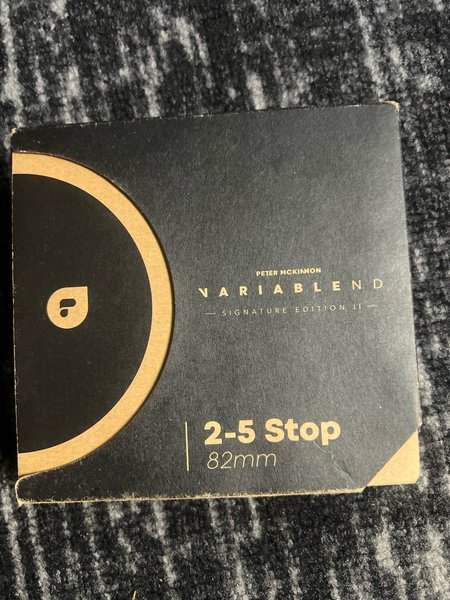 PETER MCKINNON
VARIABLEND
SIGNATURE EDITION II
2-5 Stop
82mm